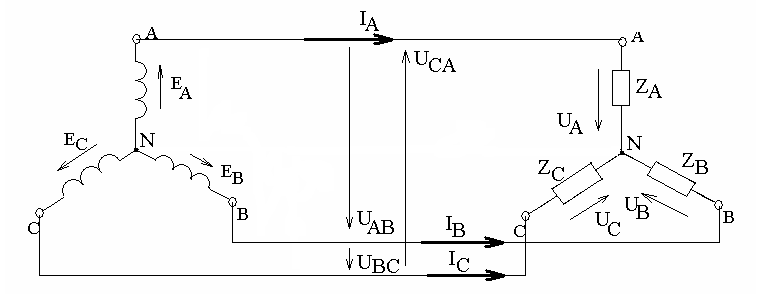 I_A
A
A
U_CA
E_A
Z_A
U_A
E_C
N
N
E_B
Z_C
Z_B
B
U_B
B
C
U_AB
I_B
C
U_C
U_BC
I_C